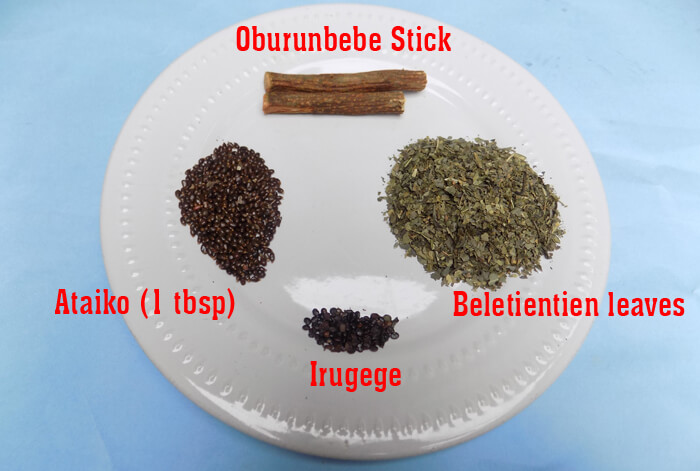 Oburunbebe Stick
Ataiko (1 tbsp)
Beletientien leaves
Irugege